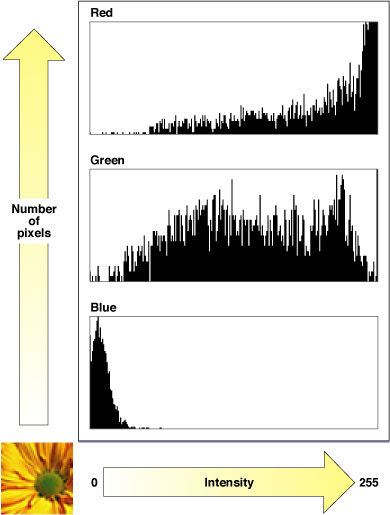 Red
Green
Number
of
pixels
Blue
0
Intensity
255